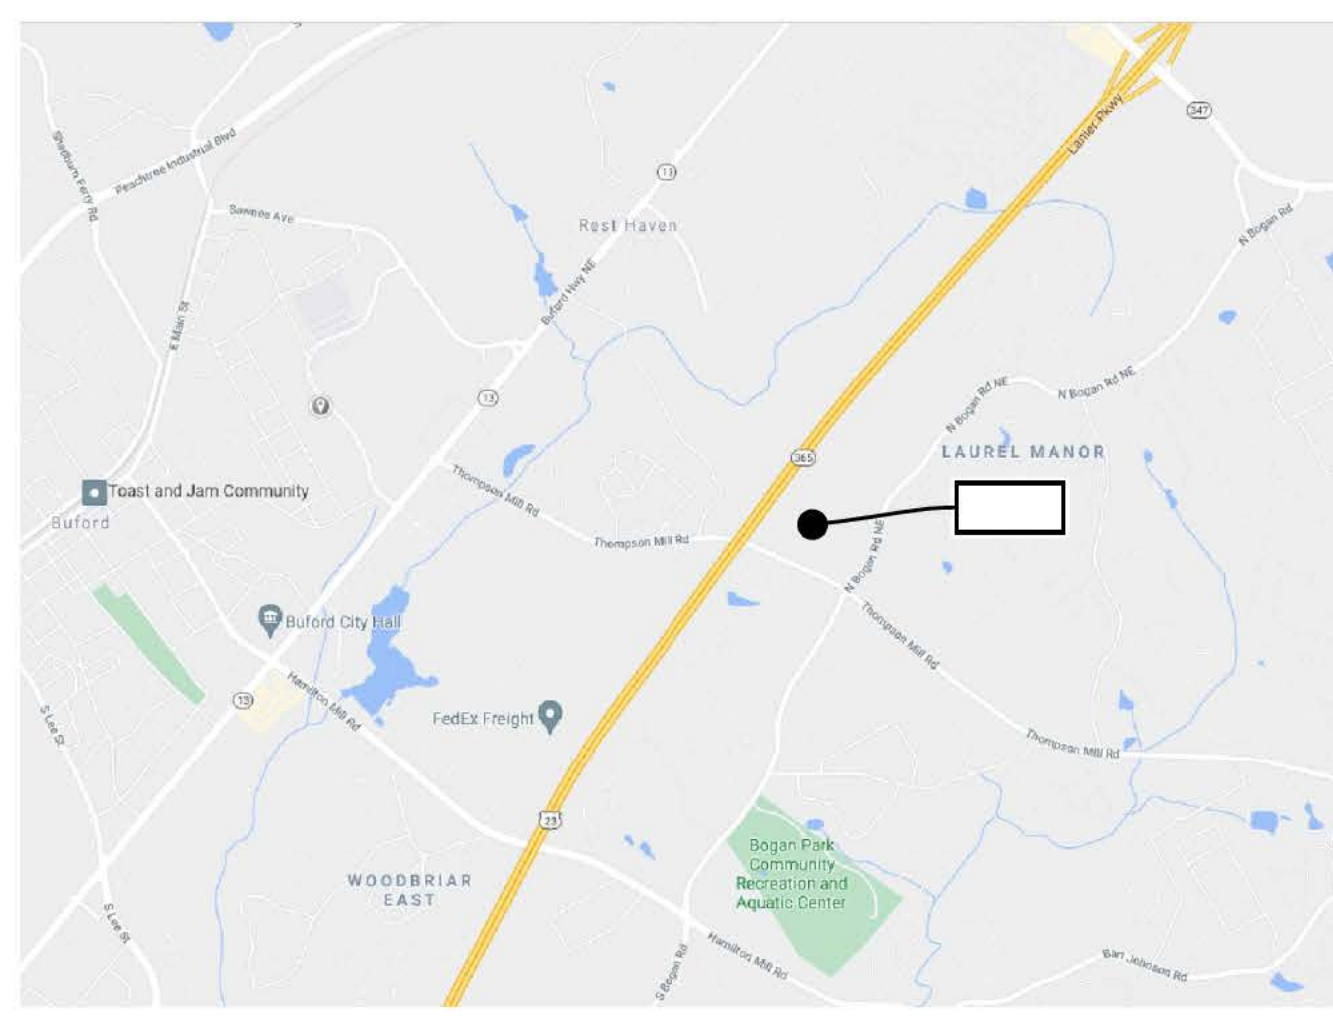 347
Lanier Pkwy
Shadburn Ferry Rd
Peachtree Industrial Blvd
13
N Bogan Rd
Sawnee Ave
Rest Haven
Buford Hwy NE
E Main St
N Bogan Rd NE
N Bogan Rd NE
13
LAUREL MANOR
365
Thompson Mill Rd
Toast and Jam Community
Buford
Thompson Mill Rd
N Bogan Rd NE
Buford City Hall
Thompson Mill Rd
13
Hamilton Mill Rd
FedEx Freight
S Lee St
Thompson Mill Rd
23
Bogan Park
Community
Recreation and
Aquatic Center
WOODBRIAR
EAST
S Lee St
Hamilton Mill Rd
S Bogan Rd
Bart Johnson Rd